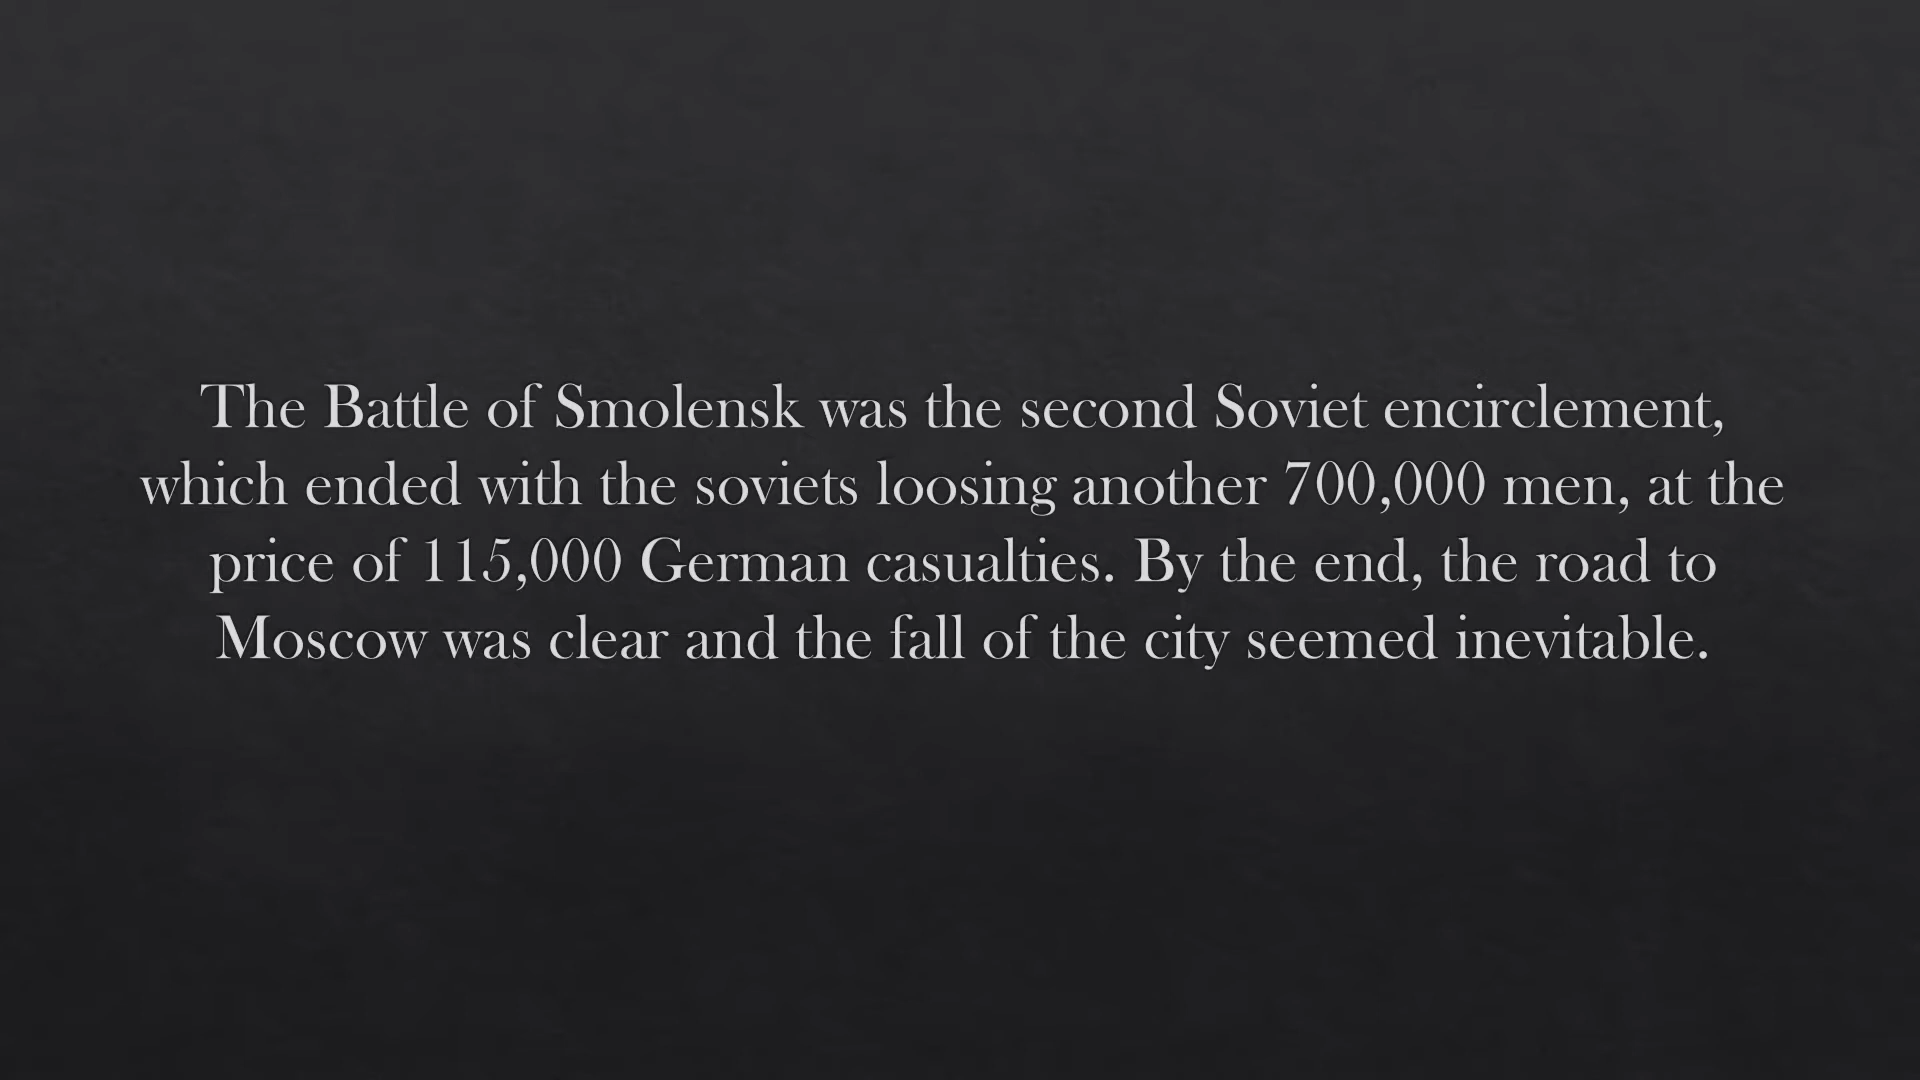 The Battle of Smolensk was the second Soviet encirclement,
which ended with the soviets loosing another 700,000 men, at the
price of 115,000 German casualties. By the end, the road to
Moscow was clear and the fall of the city seemed inevitable.